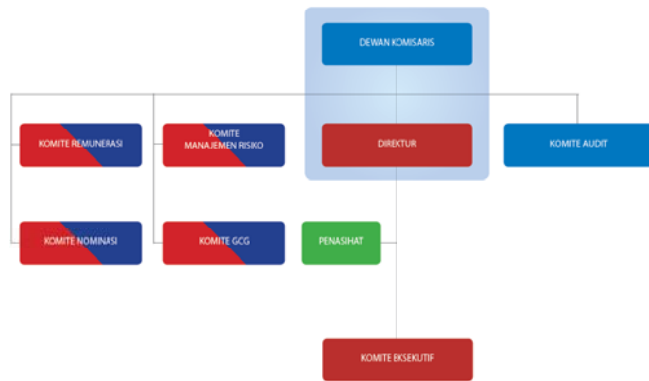 DEWAN KOMISARIS
KOMITE REMUNERASI
KOMITE
MANAJEMEN RISIKO
DIREKTUR
KOMITE AUDIT
KOMITE NOMINASI
KOMITE GCG
PENASIHAT
KOMITE EKSEKUTIF